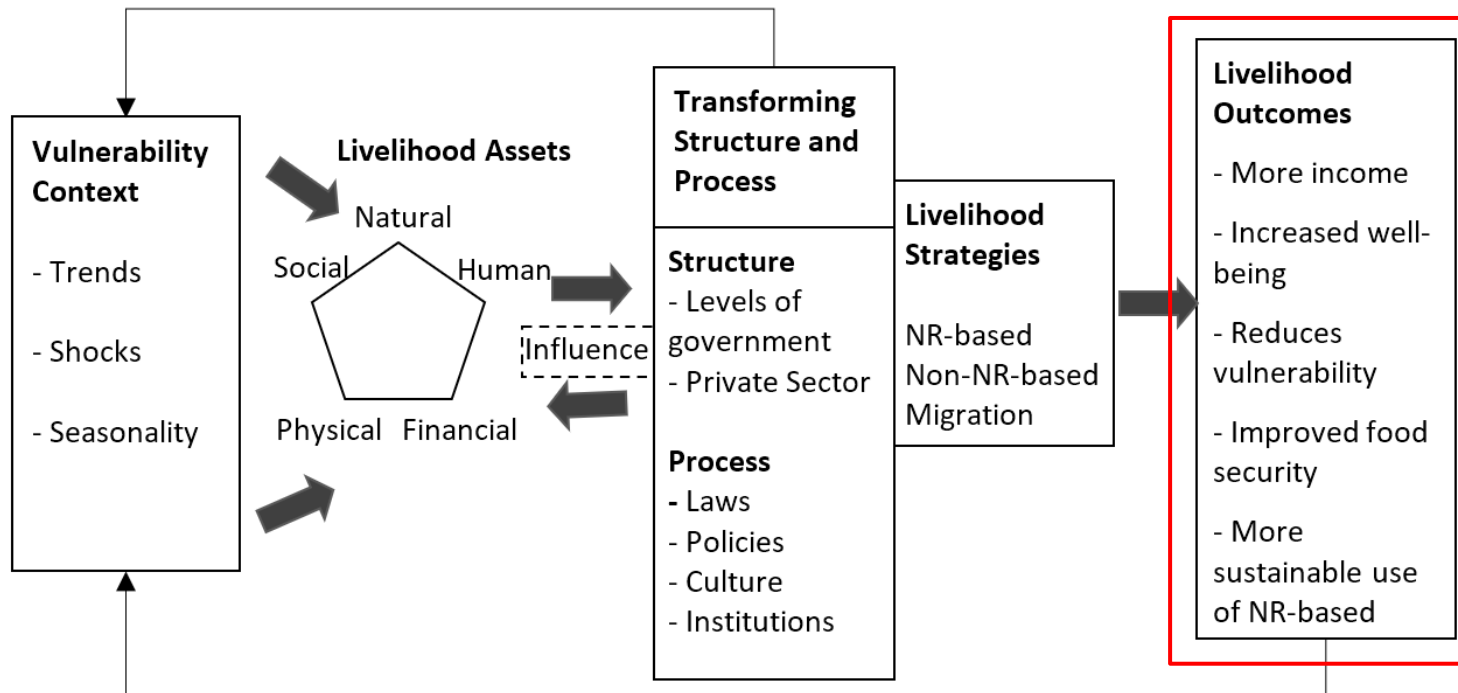 Vulnerability
Context
- Trends
- Shocks
- Seasonality
Livelihood Assets
Natural
Social
Human
Physical
Financial
Influence
Transforming
Structure and
Process
Structure
- Levels of
government
- Private Sector
Process
- Laws
- Policies
- Culture
- Institutions
Livelihood
Strategies
NR-based
Non-NR-based
Migration
Livelihood
Outcomes
- More income
- Increased well-
being
- Reduces
vulnerability
- Improved food
security
- More
sustainable use
of NR-based